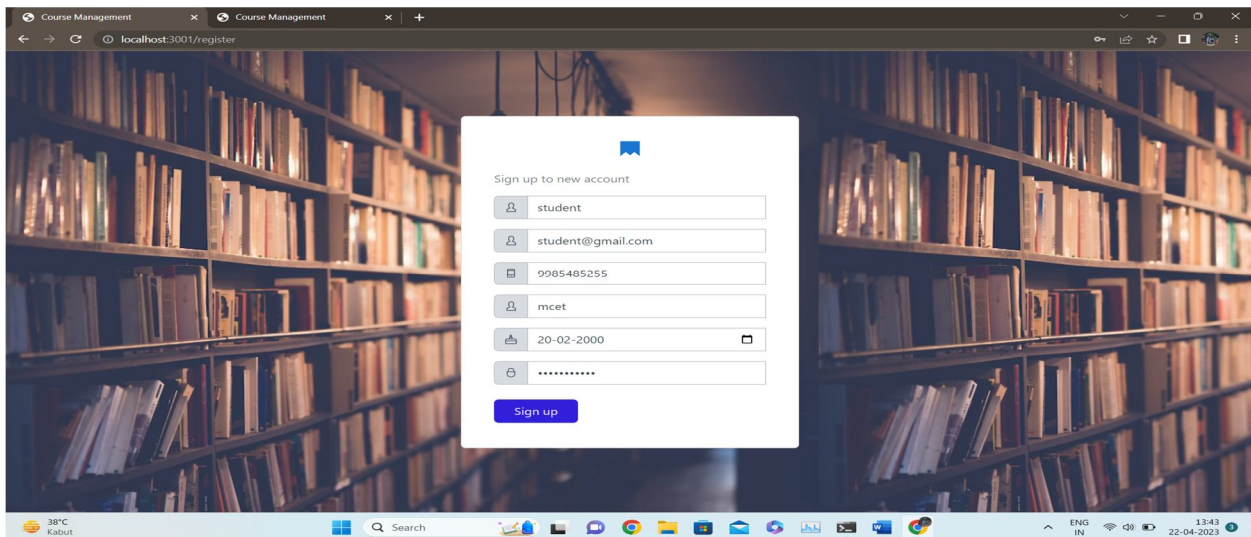 Course Management
Course Management
localhost:3001/register
Sign up to new account
student
student@gmail.com
9985485255
mcet
20-02-2000
•••••••••••
Sign up
38°C
Kabut
Search
ENG
IN
13:43
22-04-2023
3